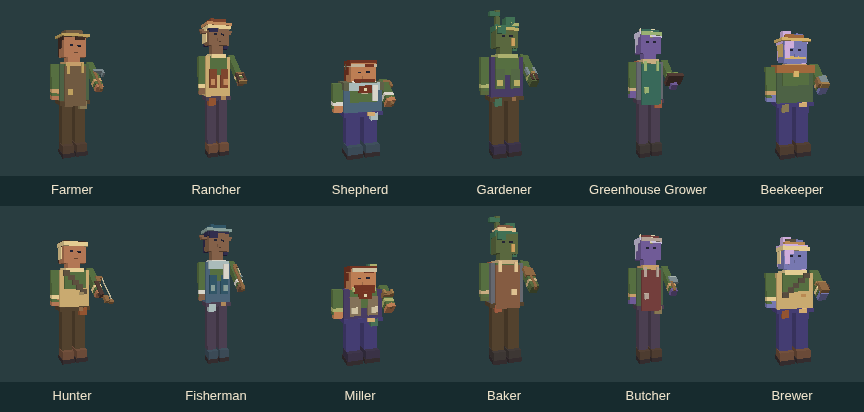 Farmer
Rancher
Shepherd
Gardener
Greenhouse Grower
Beekeeper
Hunter
Fisherman
Miller
Baker
Butcher
Brewer